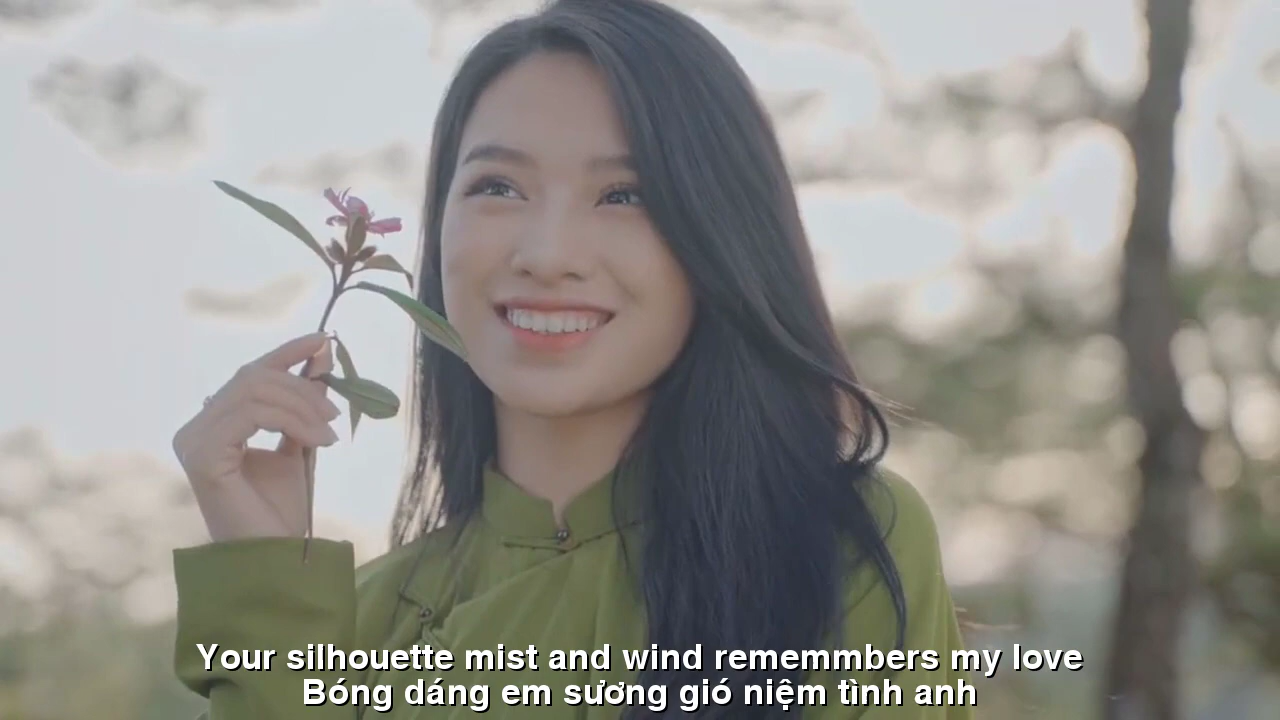 Your silhouette mist and wind rememmbers my love
Bóng dáng em sương gió niệm tình anh